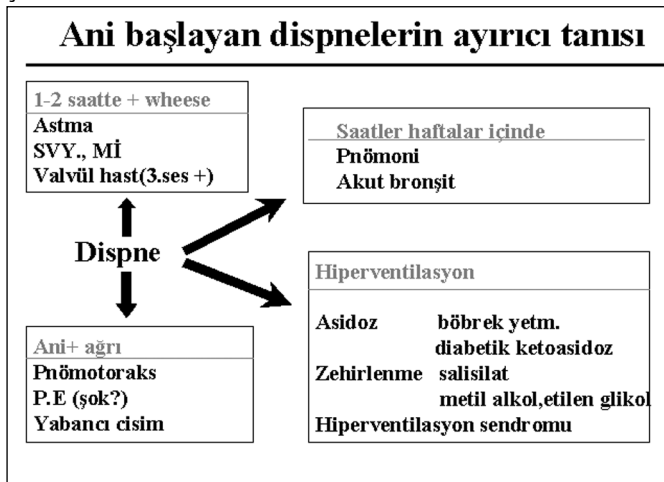 Ani başlayan dispnelerin ayırıcı tanısı
1-2 saatte + wheese
Astma
SVY., Mİ
Valvül hast(3.ses +)
Saatler haftalar içinde
Pnömoni
Akut bronşit
Dispne
Hiperventilasyon
Asidoz böbrek yetm.
diabetik ketoasidoz
Zehirlenme salisilat
metil alkol,etilen glikol
Hiperventilasyon sendromu
Ani+ ağrı
Pnömotoraks
P.E (şok?)
Yabancı cisim